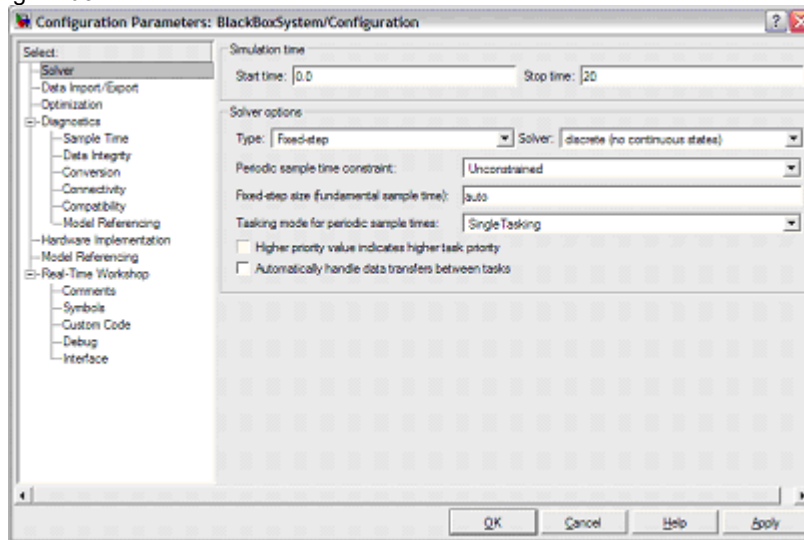 Configuration Parameters: BlackBoxSystem/Configuration
Select:
Solver
Data Import/Export
Optimization
Diagnostics
Sample Time
Data Integrity
Conversion
Connectivity
Compatibility
Model Referencing
Hardware Implementation
Model Referencing
Real-Time Workshop
Comments
Symbols
Custom Code
Debug
Interface
Simulation time
Start time: 0.0 Stop time: 20
Solver options
Type: Fixed-step Solver: discrete (no continuous states)
Periodic sample time constraint: Unconstrained
Fixed-step size (fundamental sample time): auto
Tasking mode for periodic sample times: SingleTasking
Higher priority value indicates higher task priority
Automatically handle data transfers between tasks
OK Cancel Help Apply